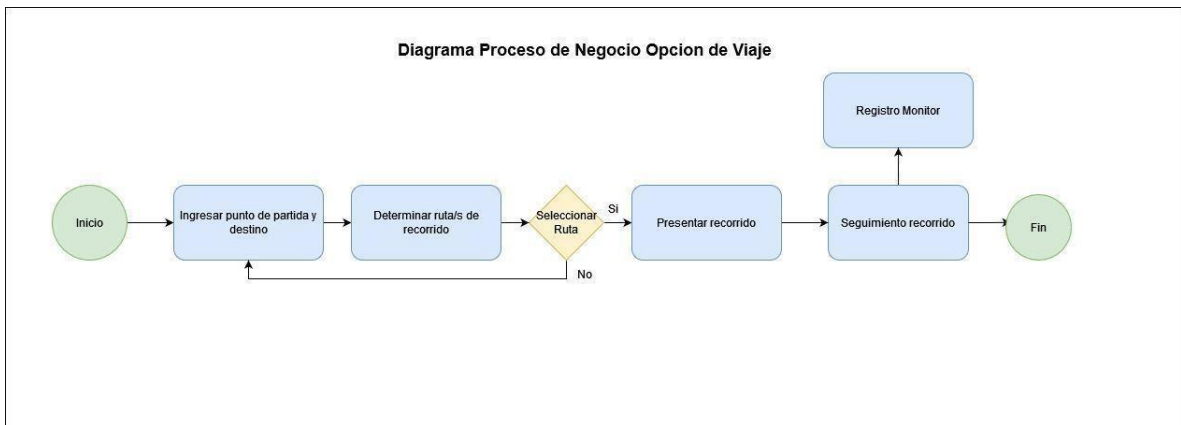 Diagrama Proceso de Negocio Opcion de Viaje
Registro Monitor
Inicio
Ingresar punto de partida y
destino
Determinar ruta/s de
recorrido
Seleccionar
Ruta
Si
Presentar recorrido
Seguimiento recorrido
Fin
No